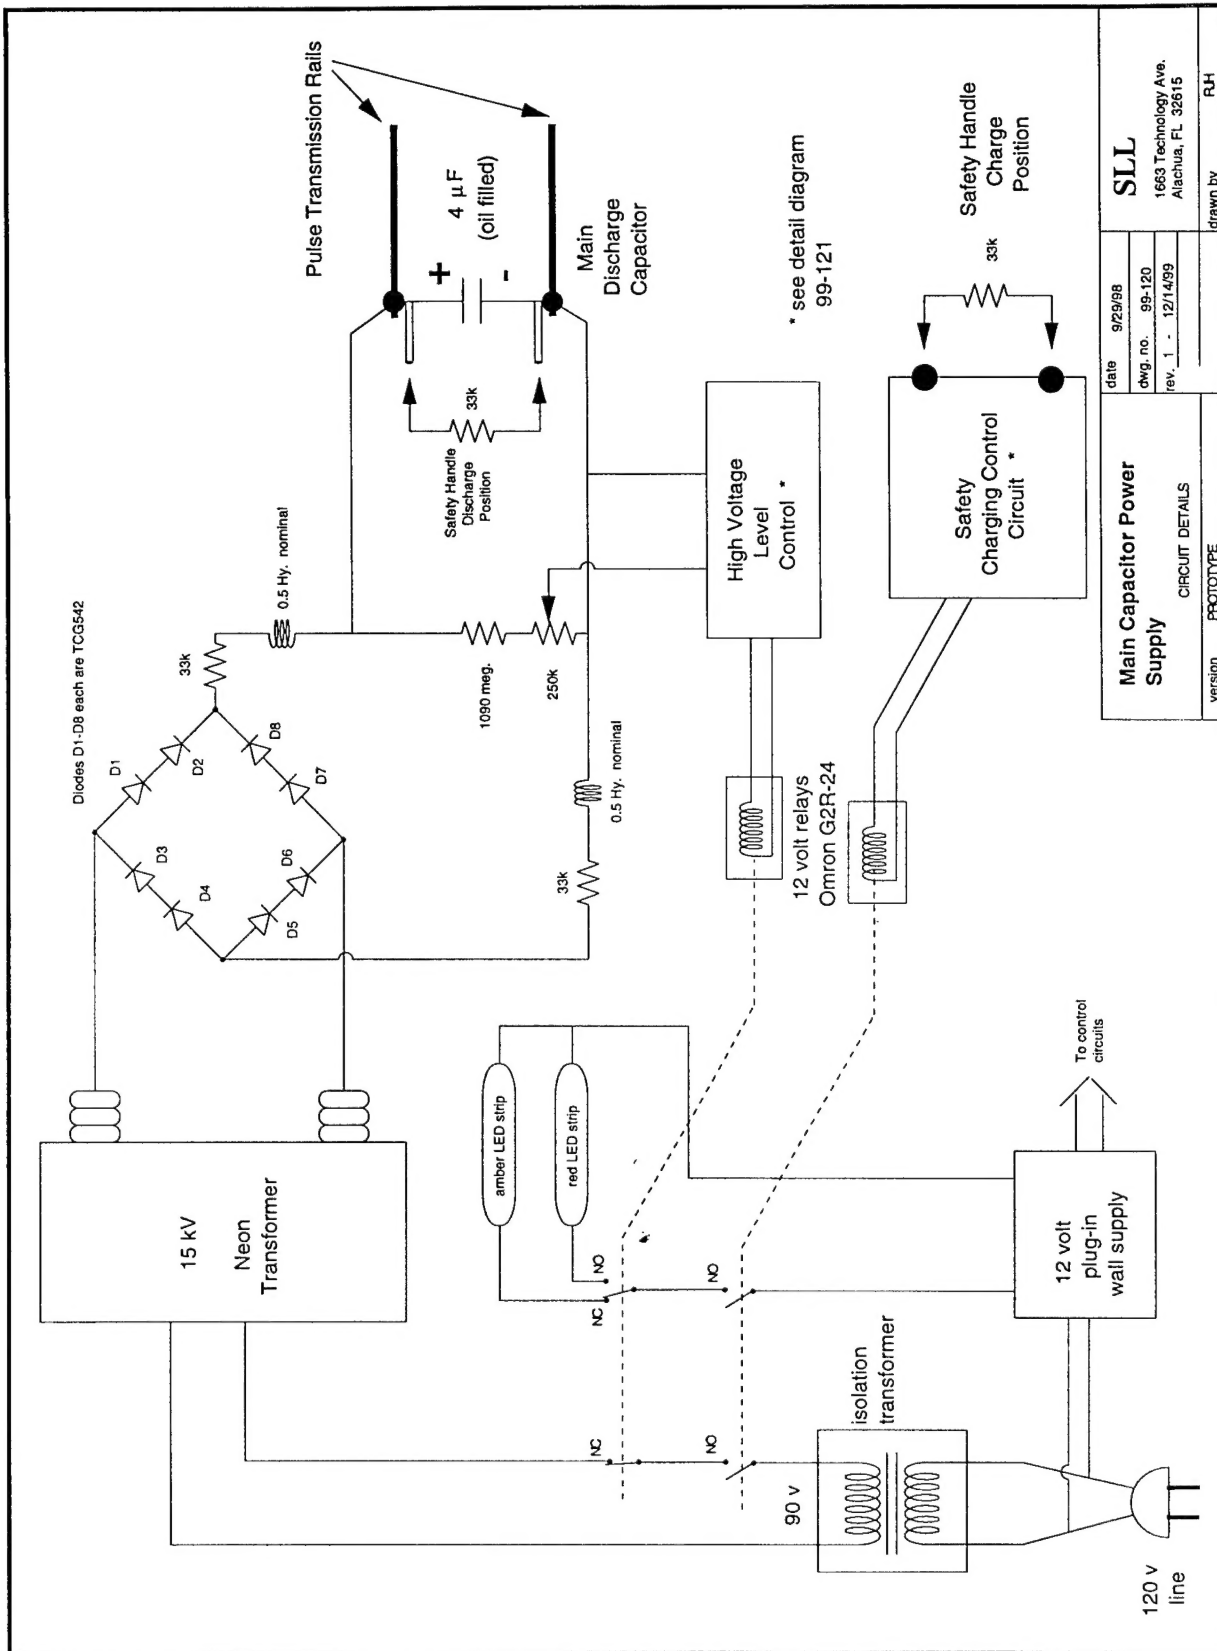 Diodes D1-D8 each are TCG542
Pulse Transmission Rails
15 kV
Neon
Transformer
D1
D2
D3
D4
D5
D6
D7
D8
33k
0.5 Hy. nominal
+
4 µF
(oil filled)
-
Safety Handle
Discharge
Position
33k
Main
Discharge
Capacitor
1090 meg.
250k
33k
0.5 Hy. nominal
amber LED strip
red LED strip
NC
NO
NO
NC
NO
High Voltage
Level
Control *
* see detail diagram
99-121
12 volt relays
Omron G2R-24
Safety
Charging Control
Circuit *
33k
Safety Handle
Charge
Position
90 v
isolation
transformer
12 volt
plug-in
wall supply
To control
circuits
120 v
line
Main Capacitor Power
Supply
CIRCUIT DETAILS
version PROTOTYPE
date 9/29/98
dwg. no. 99-120
rev. 1 - 12/14/99
SLL
1663 Technology Ave.
Alachua, FL 32615
drawn by RJH